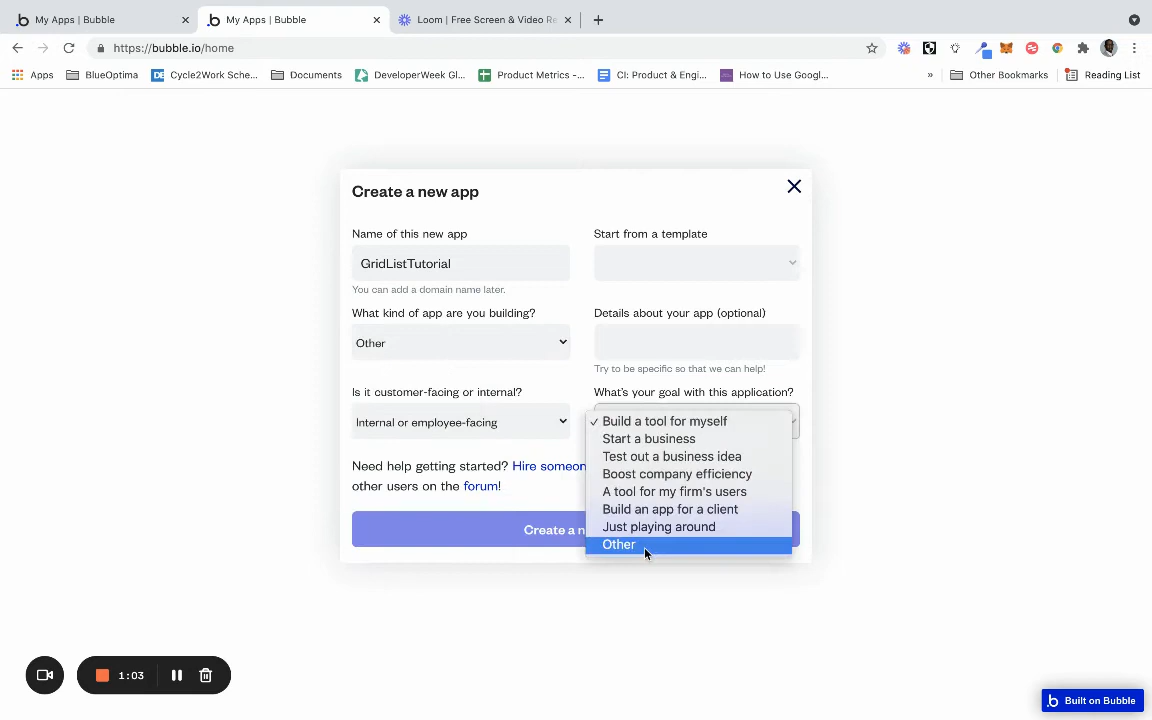 My Apps | Bubble
My Apps | Bubble
Loom | Free Screen & Video Re
https://bubble.io/home
Apps
BlueOptima
Cycle2Work Sche...
Documents
DeveloperWeek Gl...
Product Metrics -...
CI: Product & Engi...
How to Use Googl...
»
Other Bookmarks
Reading List
Create a new app
Name of this new app
Start from a template
GridListTutorial
You can add a domain name later.
What kind of app are you building?
Details about your app (optional)
Other
Try to be specific so that we can help!
Is it customer-facing or internal?
What's your goal with this application?
Internal or employee-facing
✓ Build a tool for myself
Start a business
Test out a business idea
Boost company efficiency
A tool for my firm's users
Build an app for a client
Just playing around
Other
Need help getting started? Hire someon
other users on the forum!
Create a n
1:03
Built on Bubble